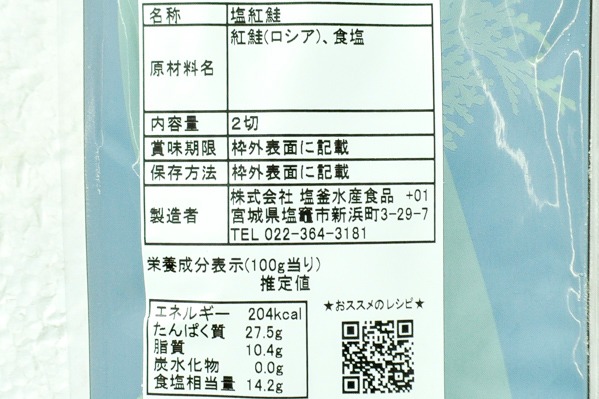 名称 塩紅鮭
原材料名 紅鮭(ロシア)、食塩
内容量 2切
賞味期限 枠外表面に記載
保存方法 枠外表面に記載
製造者 株式会社 塩釜水産食品 +01
宮城県塩竈市新浜町3-29-7
TEL 022-364-3181
栄養成分表示(100g当り)
推定値
エネルギー 204kcal
たんぱく質 27.5g
脂質 10.4g
炭水化物 0.0g
食塩相当量 14.2g
★おススメのレシピ★